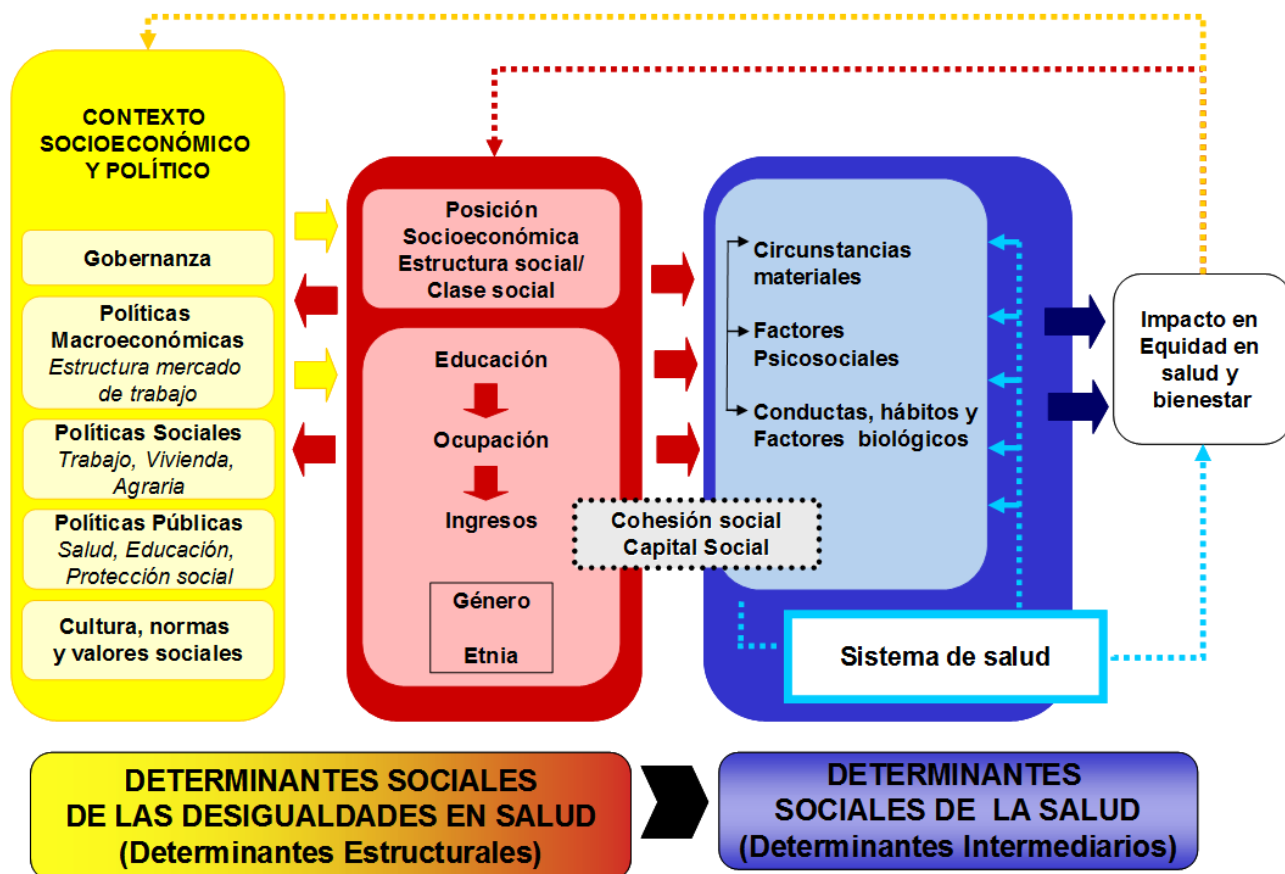 CONTEXTO
SOCIOECONÓMICO
Y POLÍTICO
Gobernanza
Políticas
Macroeconómicas
Estructura mercado
de trabajo
Políticas Sociales
Trabajo, Vivienda,
Agraria
Políticas Públicas
Salud, Educación,
Protección social
Cultura, normas
y valores sociales
Posición
Socioeconómica
Estructura social/
Clase social
Educación
Ocupación
Ingresos
Género
Etnia
Cohesión social
Capital Social
Circunstancias
materiales
Factores
Psicosociales
Conductas, hábitos y
Factores biológicos
Sistema de salud
Impacto en
Equidad en
salud y
bienestar
DETERMINANTES SOCIALES
DE LAS DESIGUALDADES EN SALUD
(Determinantes Estructurales)
DETERMINANTES
SOCIALES DE LA SALUD
(Determinantes Intermediarios)